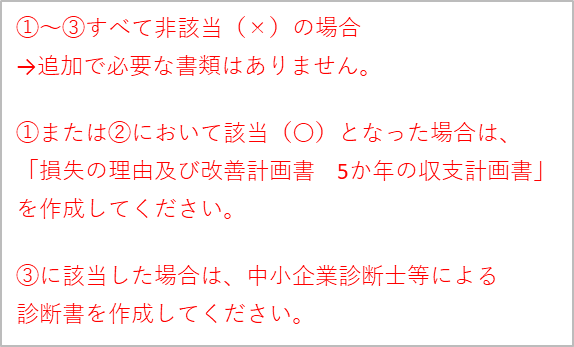 ①~③すべて非該当（×）の場合
→追加で必要な書類はありません。
①または②において該当（〇）となった場合は、
「損失の理由及び改善計画書　5か年の収支計画書」
を作成してください。
③に該当した場合は、中小企業診断士等による
診断書を作成してください。